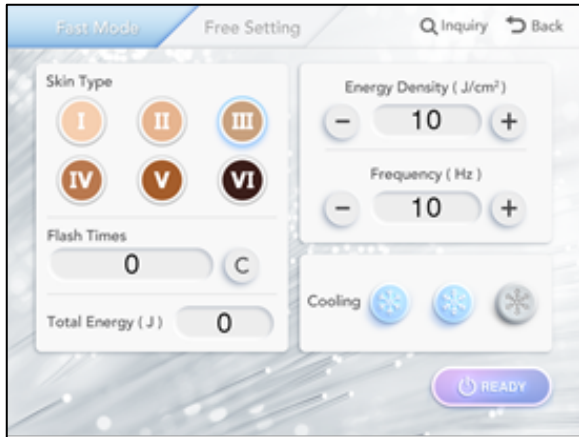 Fast Mode
Free Setting
Inquiry
Back
Skin Type
I II III
IV V VI
Flash Times
0 C
Total Energy ( J ) 0
Energy Density ( J/cm² )
− 10 +
Frequency ( Hz )
− 10 +
Cooling
READY